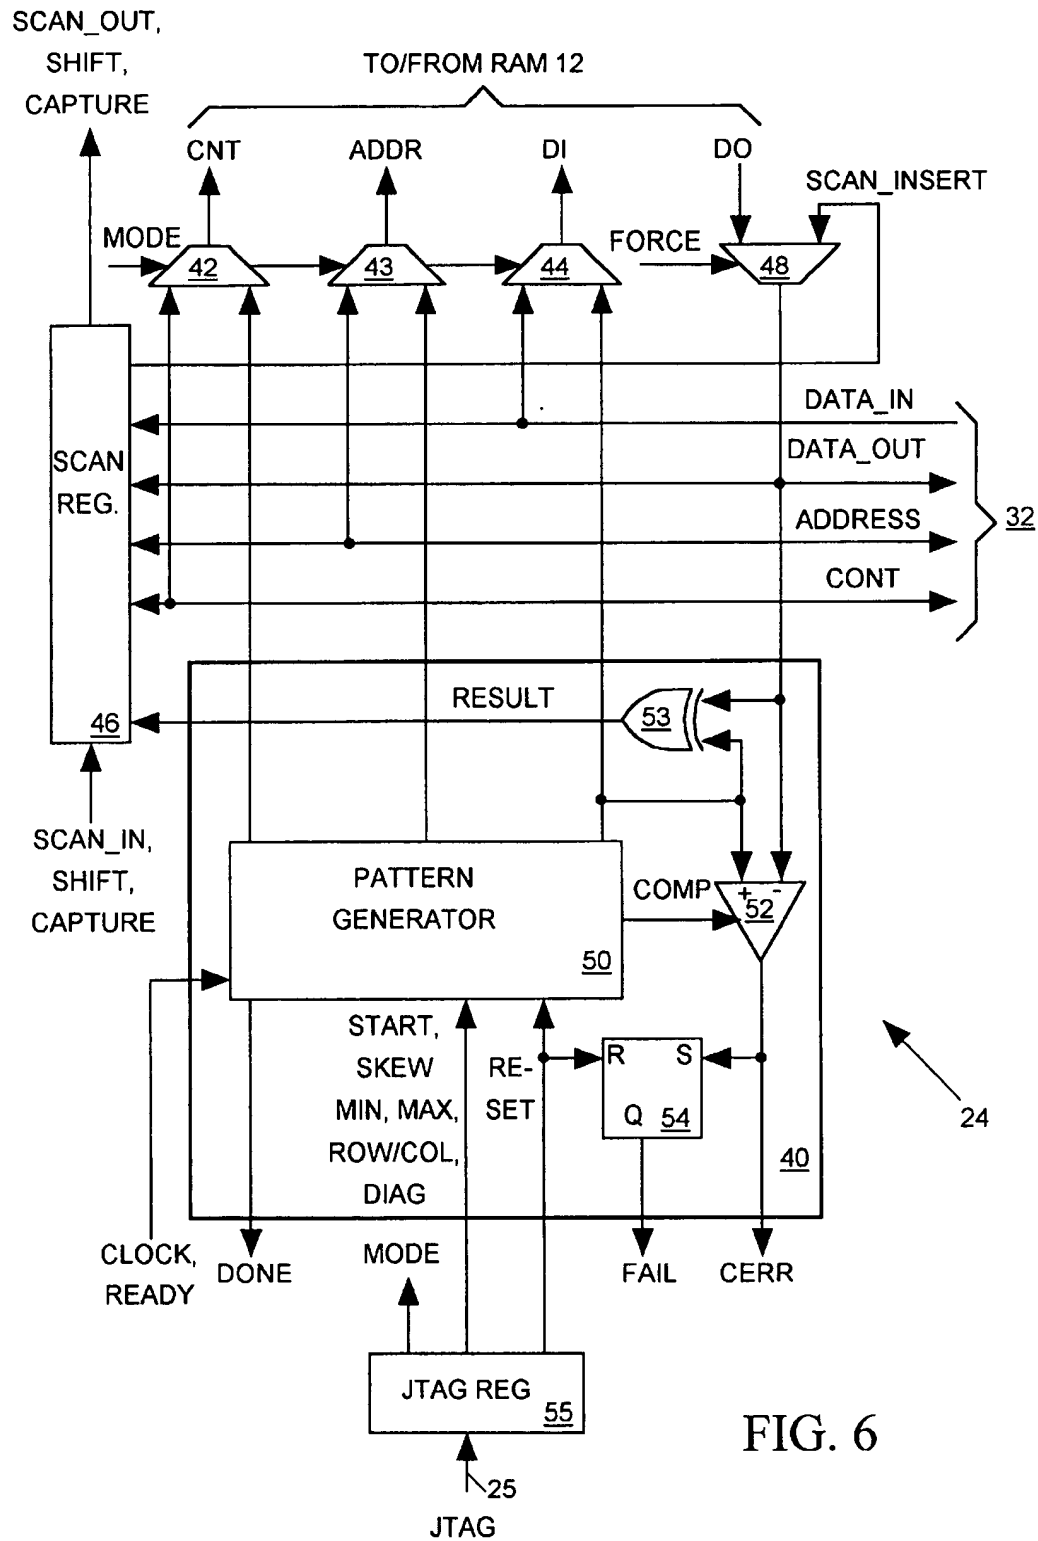 SCAN_OUT,
SHIFT,
CAPTURE
TO/FROM RAM 12
CNT
ADDR
DI
DO
SCAN_INSERT
MODE
42
43
44
FORCE
48
DATA_IN
DATA_OUT
ADDRESS
CONT
32
SCAN
REG.
46
RESULT
53
SCAN_IN,
SHIFT,
CAPTURE
PATTERN
GENERATOR
50
COMP
+ -
52
START,
SKEW
MIN, MAX,
ROW/COL,
DIAG
RE-
SET
R S
Q 54
40
24
CLOCK,
READY
DONE
MODE
FAIL
CERR
JTAG REG
55
25
JTAG
FIG. 6